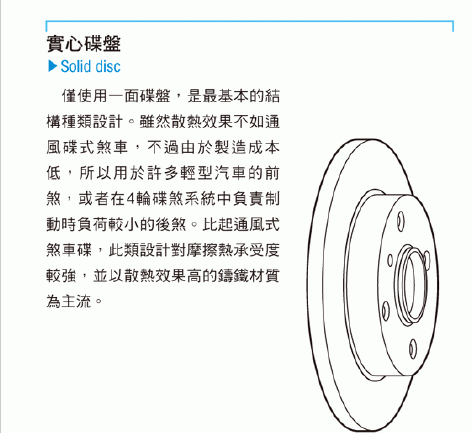 實心碟盤
▶Solid disc
僅使用一面碟盤，是最基本的結
構種類設計。雖然散熱效果不如通
風碟式煞車，不過由於製造成本
低，所以用於許多輕型汽車的前
煞，或者在4輪碟煞系統中負責制
動時負荷較小的後煞。比起通風式
煞車碟，此類設計對摩擦熱承受度
較強，並以散熱效果高的鑄鐵材質
為主流。